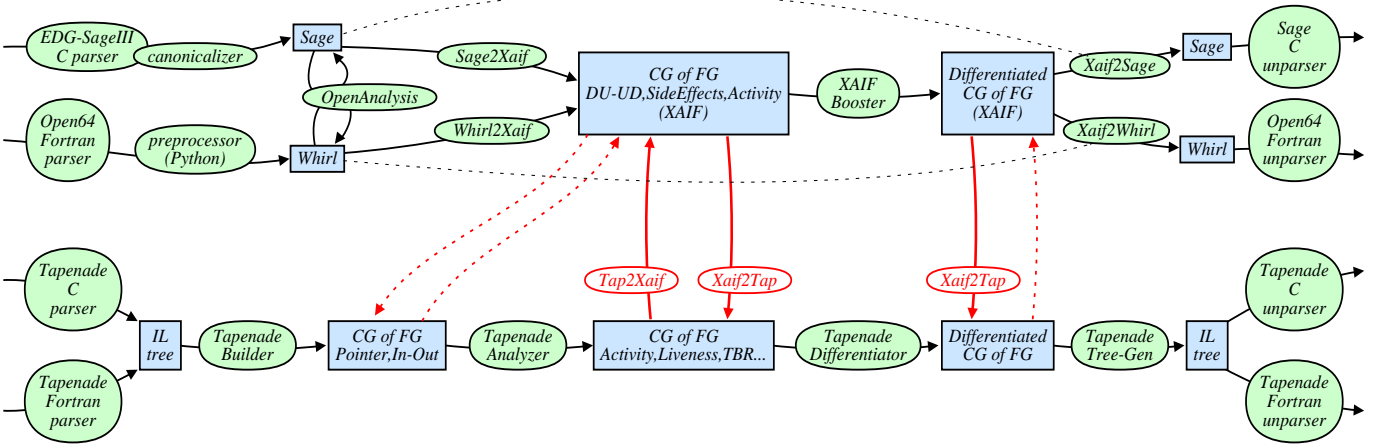 EDG-SageIII
C parser
canonicalizer
Sage
Sage2Xaif
OpenAnalysis
Open64
Fortran
parser
preprocessor
(Python)
Whirl
Whirl2Xaif
CG of FG
DU-UD,SideEffects,Activity
(XAIF)
XAIF
Booster
Differentiated
CG of FG
(XAIF)
Xaif2Sage
Sage
Sage
C
unparser
Xaif2Whirl
Whirl
Open64
Fortran
unparser
Tap2Xaif
Xaif2Tap
Xaif2Tap
Tapenade
C
parser
Tapenade
Fortran
parser
IL
tree
Tapenade
Builder
CG of FG
Pointer,In-Out
Tapenade
Analyzer
CG of FG
Activity,Liveness,TBR...
Tapenade
Differentiator
Differentiated
CG of FG
Tapenade
Tree-Gen
IL
tree
Tapenade
C
unparser
Tapenade
Fortran
unparser